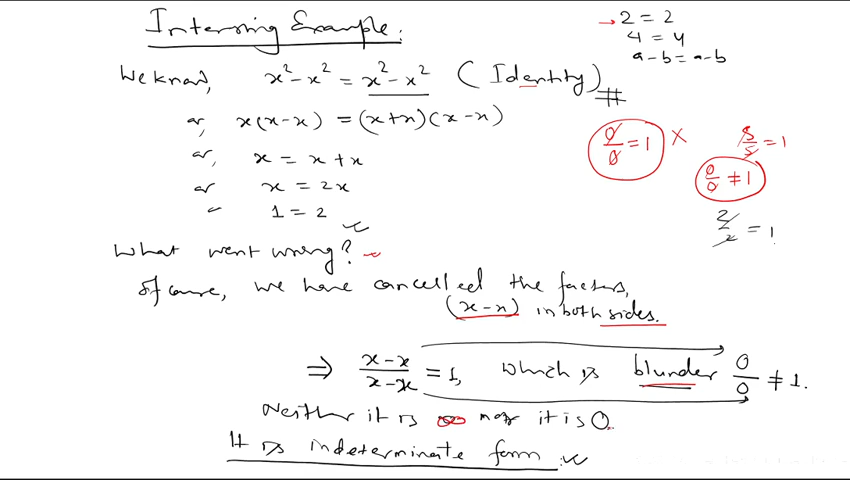 Intersing Example:
→ 2 = 2
4 = 4
a-b = a-b
We know, x² - x² = x² - x² (Identity) #
or, x(x-x) = (x+x)(x-x)
or, x = x+x
or x = 2x
1 = 2
0/0 = 1 ×
5/5 = 1
0/0 ≠ 1
2/2 = 1
What went wrong?
of course, we have cancelled the factors,
(x-x) in both sides.
⇒ (x-x)/(x-x) = 1, which is blunder 0/0 ≠ 1.
Neither it is ∞ nor it is 0.
It is indeterminate form.